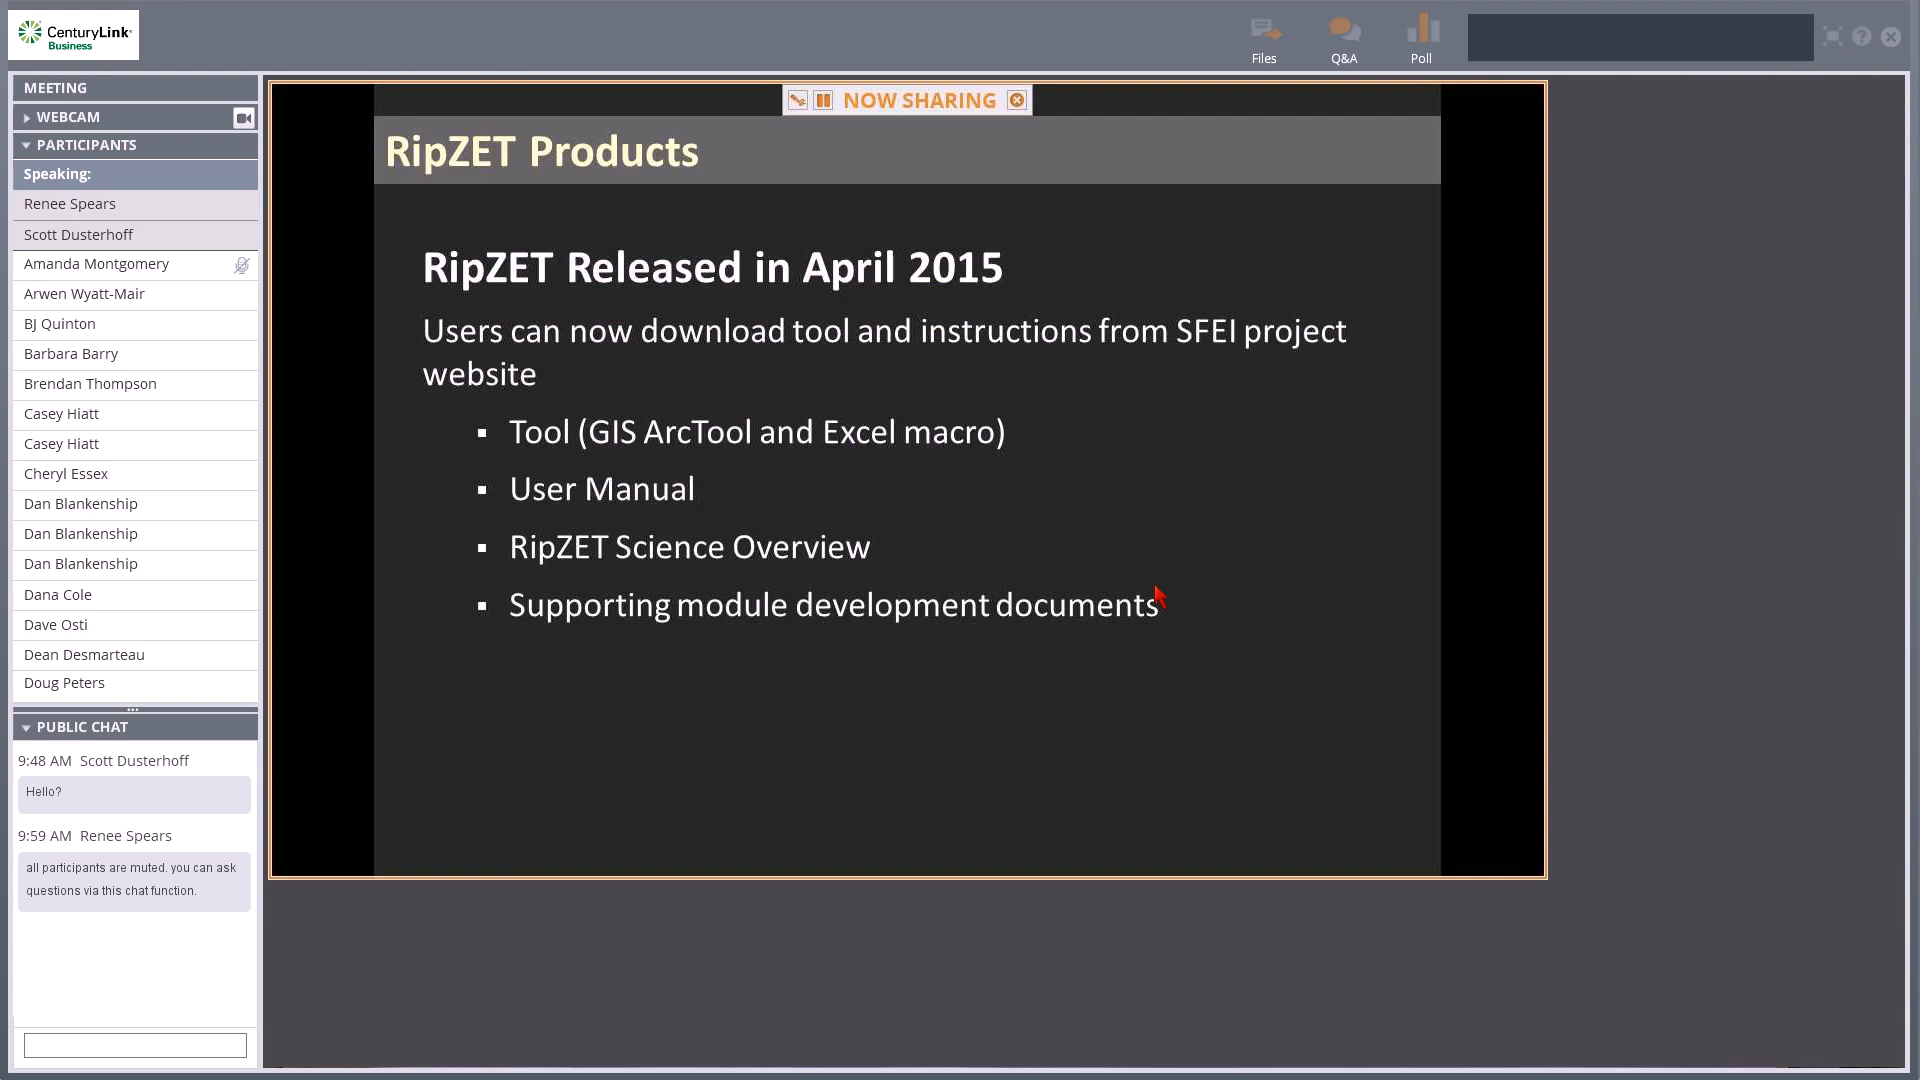 CenturyLink
Business
Files
Q&A
Poll
MEETING
WEBCAM
PARTICIPANTS
Speaking:
Renee Spears
Scott Dusterhoff
Amanda Montgomery
Arwen Wyatt-Mair
BJ Quinton
Barbara Barry
Brendan Thompson
Casey Hiatt
Casey Hiatt
Cheryl Essex
Dan Blankenship
Dan Blankenship
Dan Blankenship
Dana Cole
Dave Osti
Dean Desmarteau
Doug Peters
PUBLIC CHAT
9:48 AM Scott Dusterhoff
Hello?
9:59 AM Renee Spears
all participants are muted. you can ask
questions via this chat function.
NOW SHARING
RipZET Products
RipZET Released in April 2015
Users can now download tool and instructions from SFEI project
website
▪ Tool (GIS ArcTool and Excel macro)
▪ User Manual
▪ RipZET Science Overview
▪ Supporting module development documents